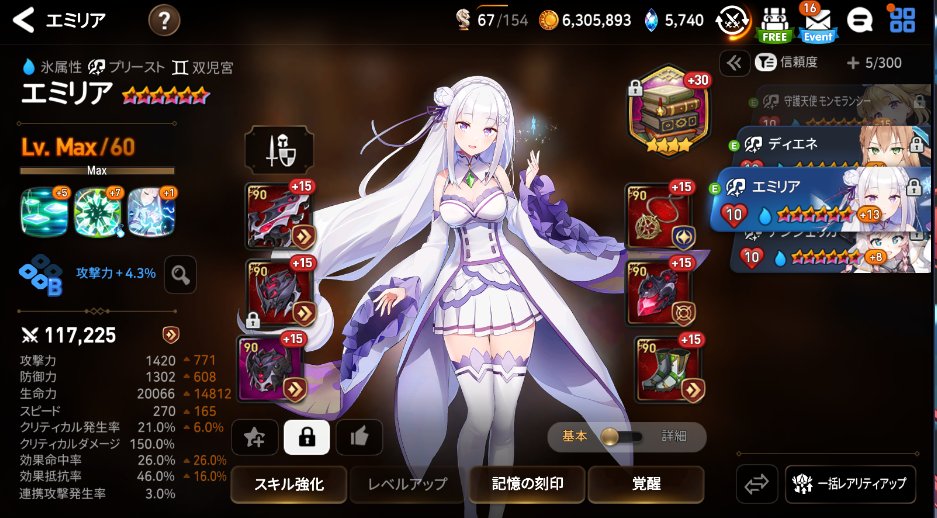 エミリア
?
67/154
6,305,893
5,740
FREE
16
Event
氷属性 プリースト 双児宮
エミリア
Lv. Max/60
Max
+5
+7
+1
攻撃力 + 4.3%
B
117,225
攻撃力 1420 771
防御力 1302 608
生命力 20066 14812
スピード 270 165
クリティカル発生率 21.0% 6.0%
クリティカルダメージ 150.0%
効果命中率 26.0% 26.0%
効果抵抗率 46.0% 16.0%
連携攻撃発生率 3.0%
90
+15
90
+15
90
+15
+30
90
+15
90
+15
90
+15
基本
詳細
スキル強化
レベルアップ
記憶の刻印
覚醒
信頼度
+ 5/300
E 守護天使 モンモランシー
10
E ディエネ
E エミリア
10
+13
10
+8
一括レアリティアップ